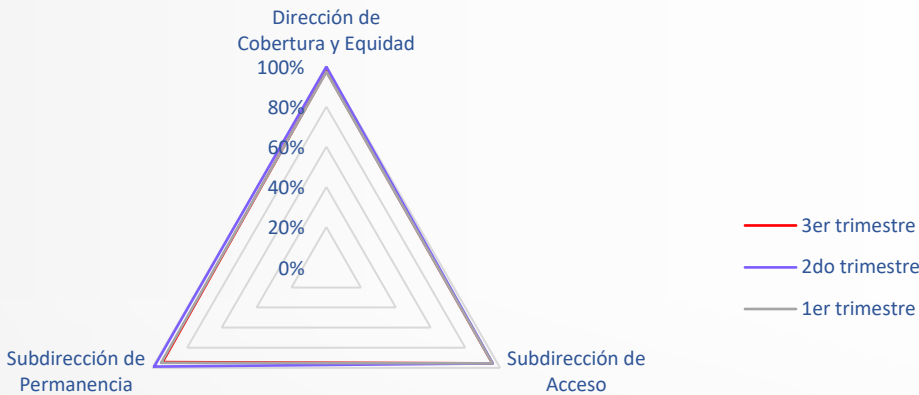 Dirección de
Cobertura y Equidad
100%
80%
60%
40%
20%
0%
3er trimestre
2do trimestre
1er trimestre
Subdirección de
Permanencia
Subdirección de
Acceso